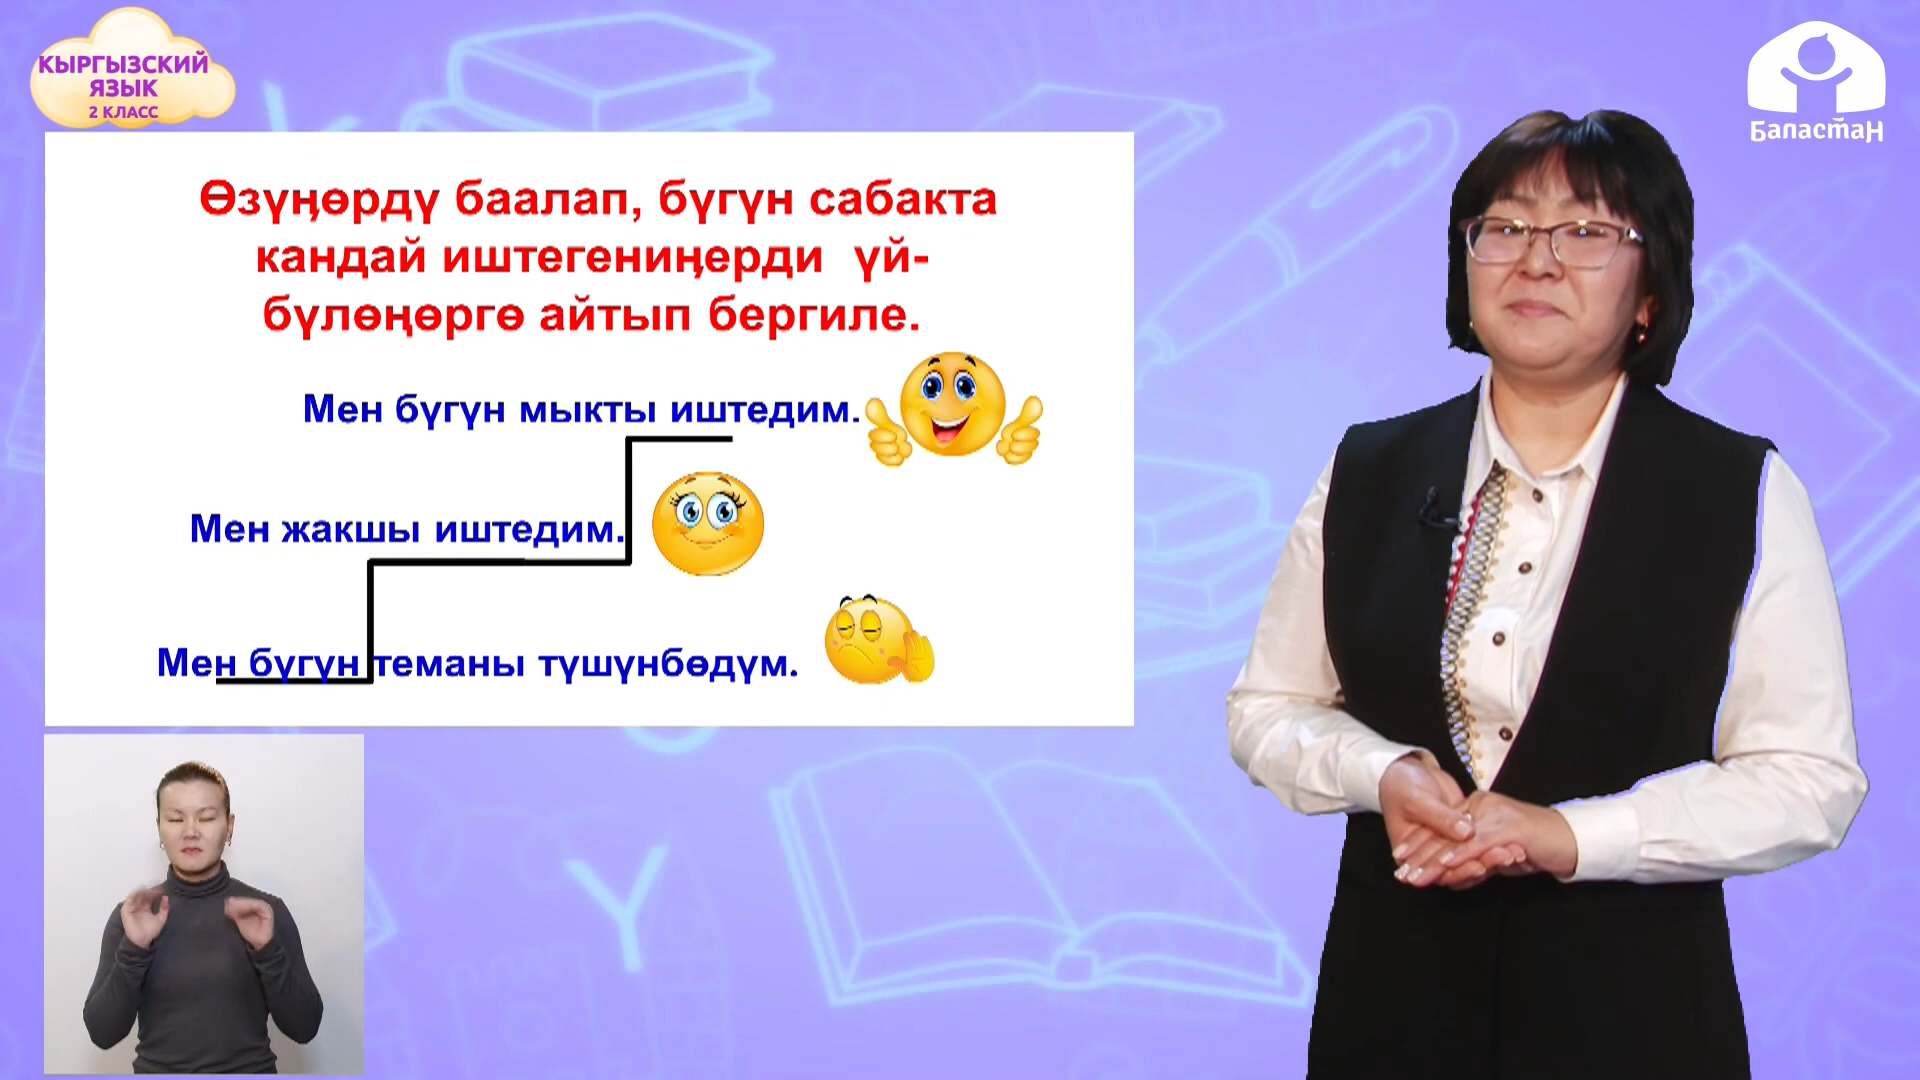 КЫРГЫЗСКИЙ
ЯЗЫК
2 КЛАСС
Баластан
Өзүңөрдү баалап, бүгүн сабакта
кандай иштегениңерди үй-
бүлөңөргө айтып бергиле.
Мен бүгүн мыкты иштедим.
Мен жакшы иштедим.
Мен бүгүн теманы түшүнбөдүм.
Ү